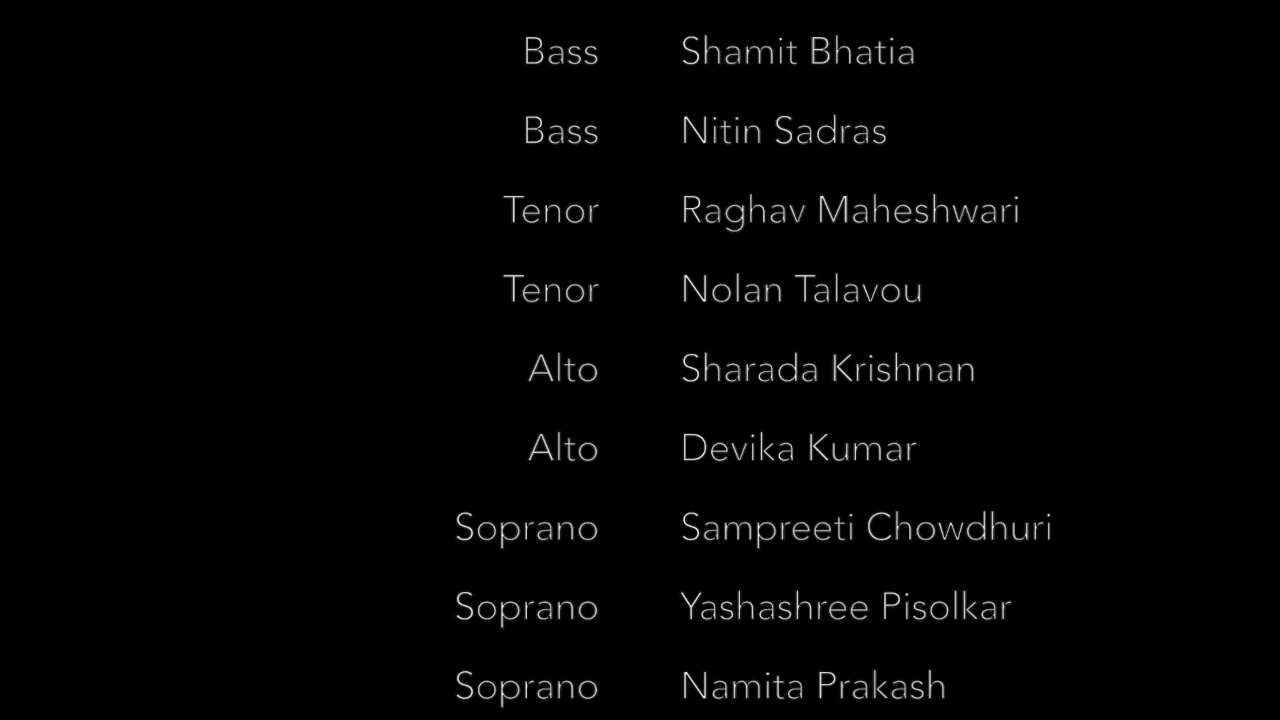 Bass Shamit Bhatia
Bass Nitin Sadras
Tenor Raghav Maheshwari
Tenor Nolan Talavou
Alto Sharada Krishnan
Alto Devika Kumar
Soprano Sampreeti Chowdhuri
Soprano Yashashree Pisolkar
Soprano Namita Prakash